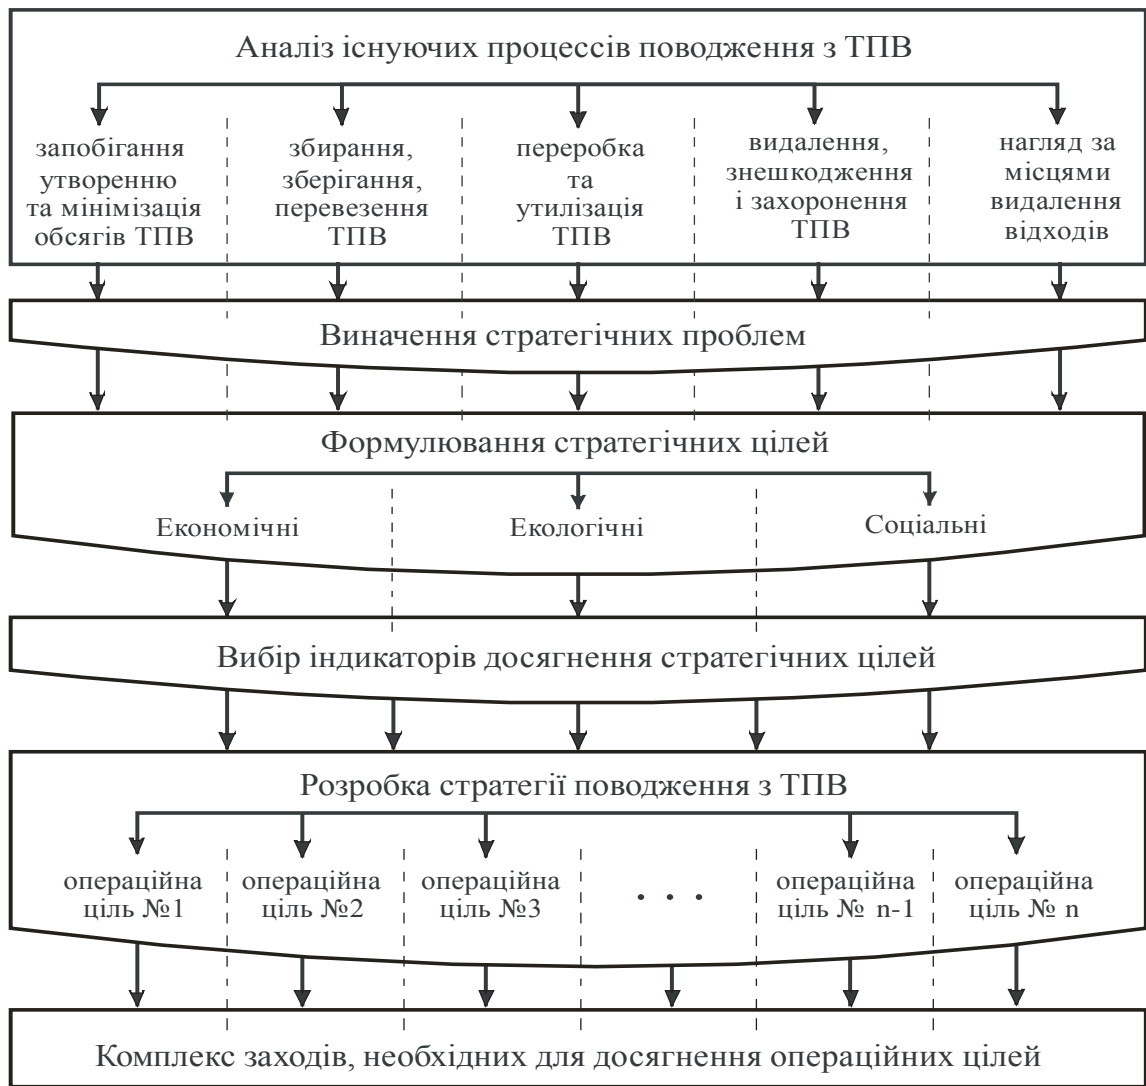 Аналіз існуючих процессів поводження з ТПВ
запобігання
утворенню
та мінімізація
обсягів ТПВ
збирання,
зберігання,
перевезення
ТПВ
переробка
та
утилізація
ТПВ
видалення,
знешкодження
і захоронення
ТПВ
нагляд за
місцями
видалення
відходів
Виначення стратегічних проблем
Формулювання стратегічних цілей
Економічні
Екологічні
Соціальні
Вибір індикаторів досягнення стратегічних цілей
Розробка стратегії поводження з ТПВ
операційна
ціль №1
операційна
ціль №2
операційна
ціль №3
. . .
операційна
ціль № n-1
операційна
ціль № n
Комплекс заходів, необхідних для досягнення операційних цілей